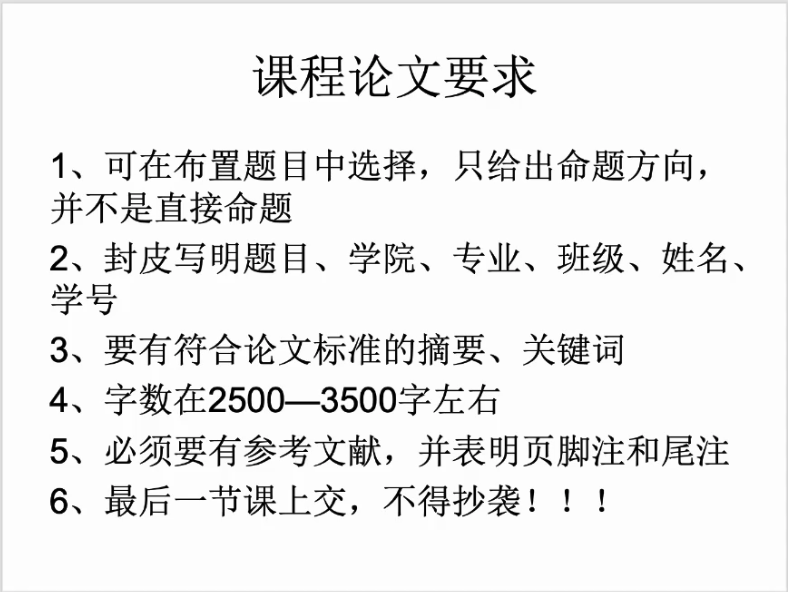 课程论文要求
1、可在布置题目中选择，只给出命题方向，
并不是直接命题
2、封皮写明题目、学院、专业、班级、姓名、
学号
3、要有符合论文标准的摘要、关键词
4、字数在2500—3500字左右
5、必须要有参考文献，并表明页脚注和尾注
6、最后一节课上交，不得抄袭！！！